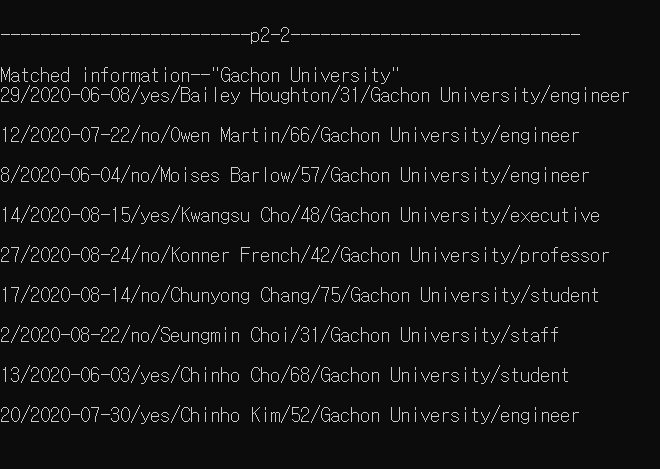 -------------------------p2-2-----------------------------
Matched information--"Gachon University"
29/2020-06-08/yes/Bailey Houghton/31/Gachon University/engineer
12/2020-07-22/no/Owen Martin/66/Gachon University/engineer
8/2020-06-04/no/Moises Barlow/57/Gachon University/engineer
14/2020-08-15/yes/Kwangsu Cho/48/Gachon University/executive
27/2020-08-24/no/Konner French/42/Gachon University/professor
17/2020-08-14/no/Chunyong Chang/75/Gachon University/student
2/2020-08-22/no/Seungmin Choi/31/Gachon University/staff
13/2020-06-03/yes/Chinho Cho/68/Gachon University/student
20/2020-07-30/yes/Chinho Kim/52/Gachon University/engineer